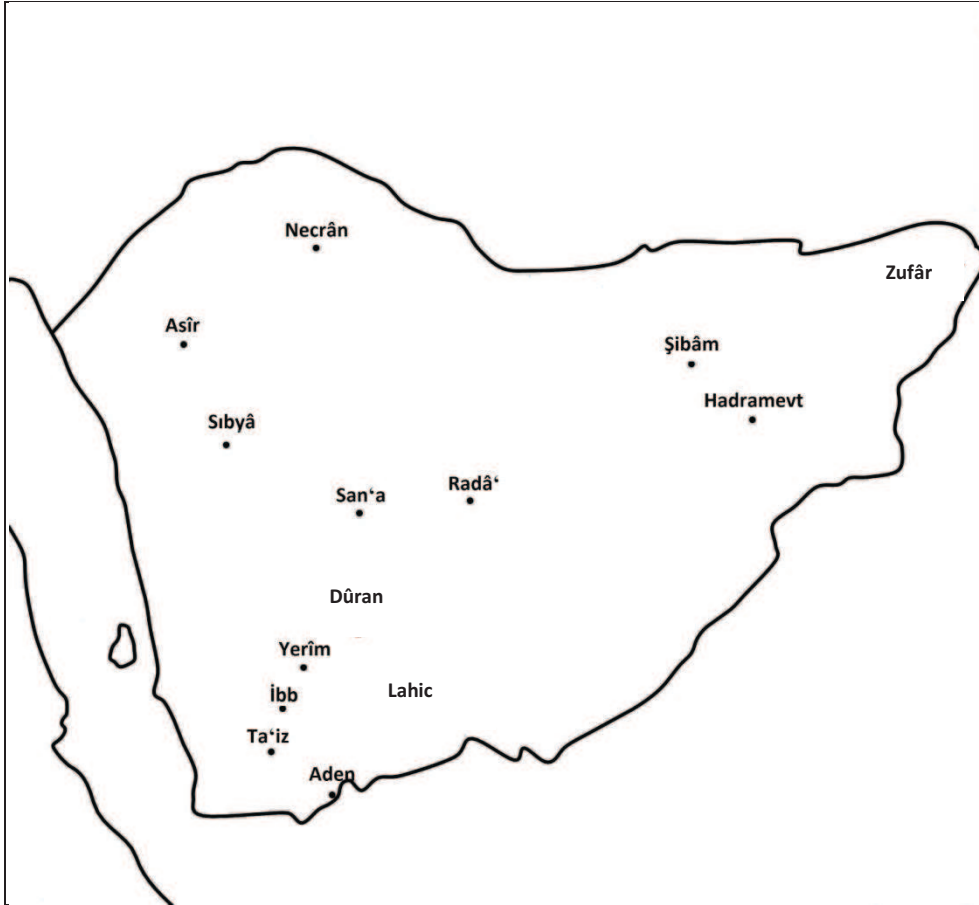 Necrân
Zufâr
Asîr
Şibâm
Hadramevt
Sıbyâ
Radâ‘
San‘a
Dûran
Yerîm
Lahic
İbb
Ta‘iz
Aden